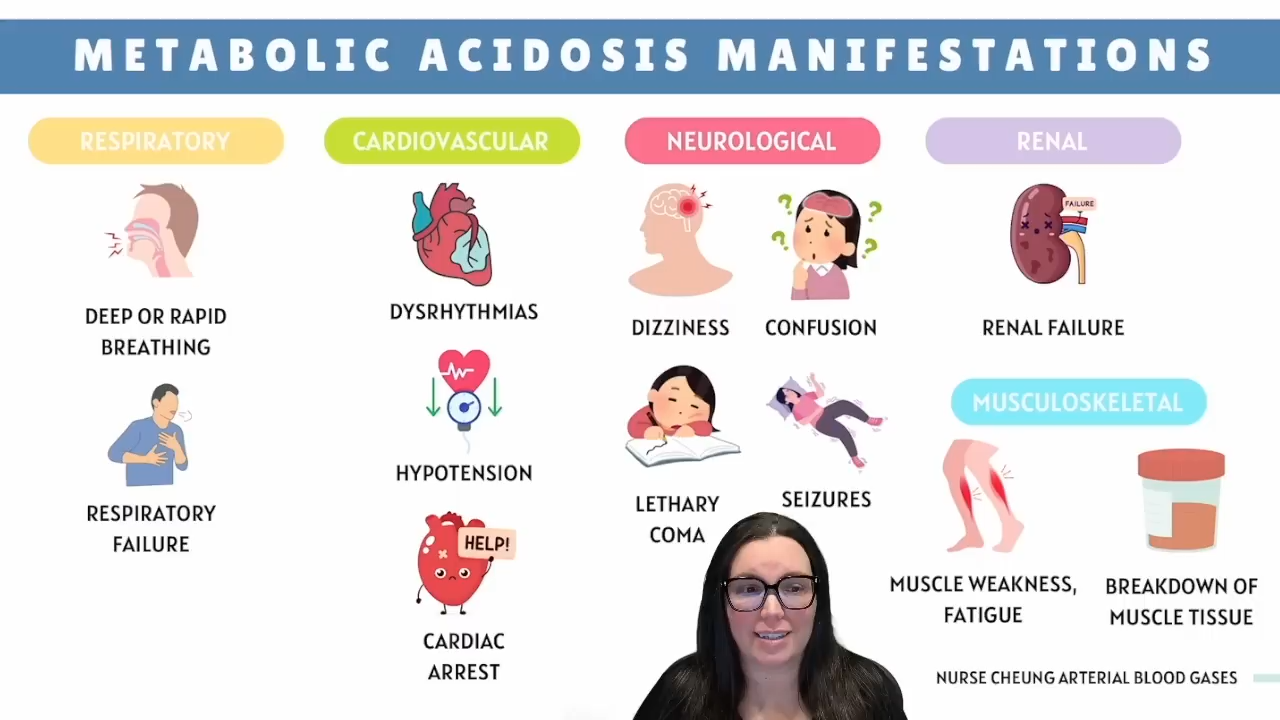 METABOLIC ACIDOSIS MANIFESTATIONS
RESPIRATORY
DEEP OR RAPID
BREATHING
RESPIRATORY
FAILURE
CARDIOVASCULAR
DYSRHYTHMIAS
HYPOTENSION
HELP!
CARDIAC
ARREST
NEUROLOGICAL
DIZZINESS
CONFUSION
LETHARY
COMA
SEIZURES
RENAL
FAILURE
RENAL FAILURE
MUSCULOSKELETAL
MUSCLE WEAKNESS,
FATIGUE
BREAKDOWN OF
MUSCLE TISSUE
NURSE CHEUNG ARTERIAL BLOOD GASES